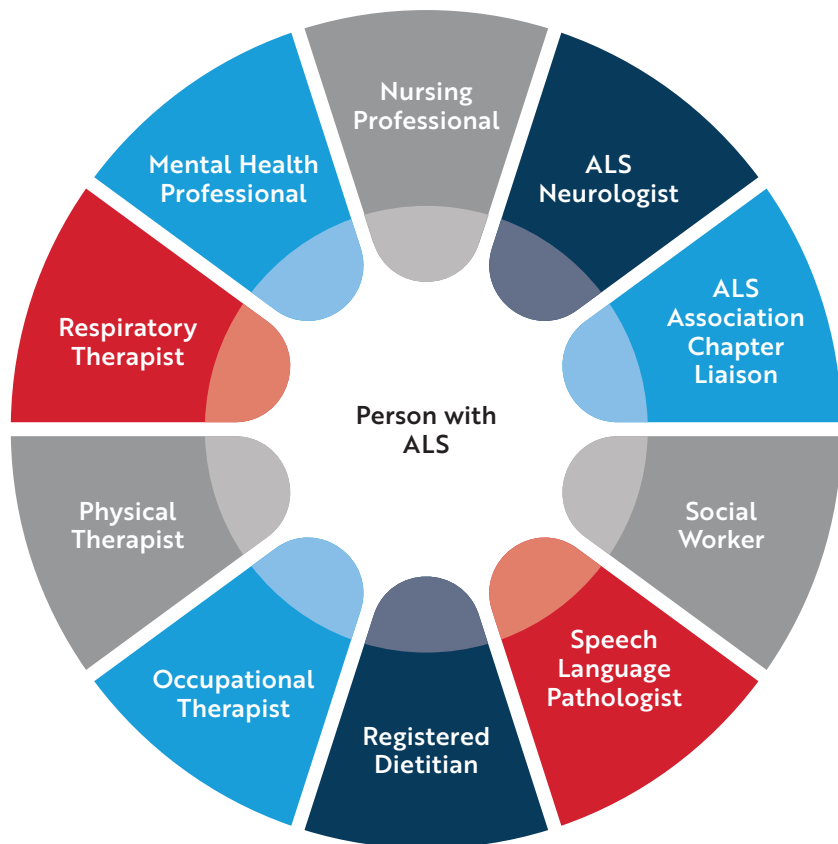 Nursing
Professional
ALS
Neurologist
ALS
Association
Chapter
Liaison
Social
Worker
Speech
Language
Pathologist
Registered
Dietitian
Occupational
Therapist
Physical
Therapist
Respiratory
Therapist
Mental Health
Professional
Person with
ALS